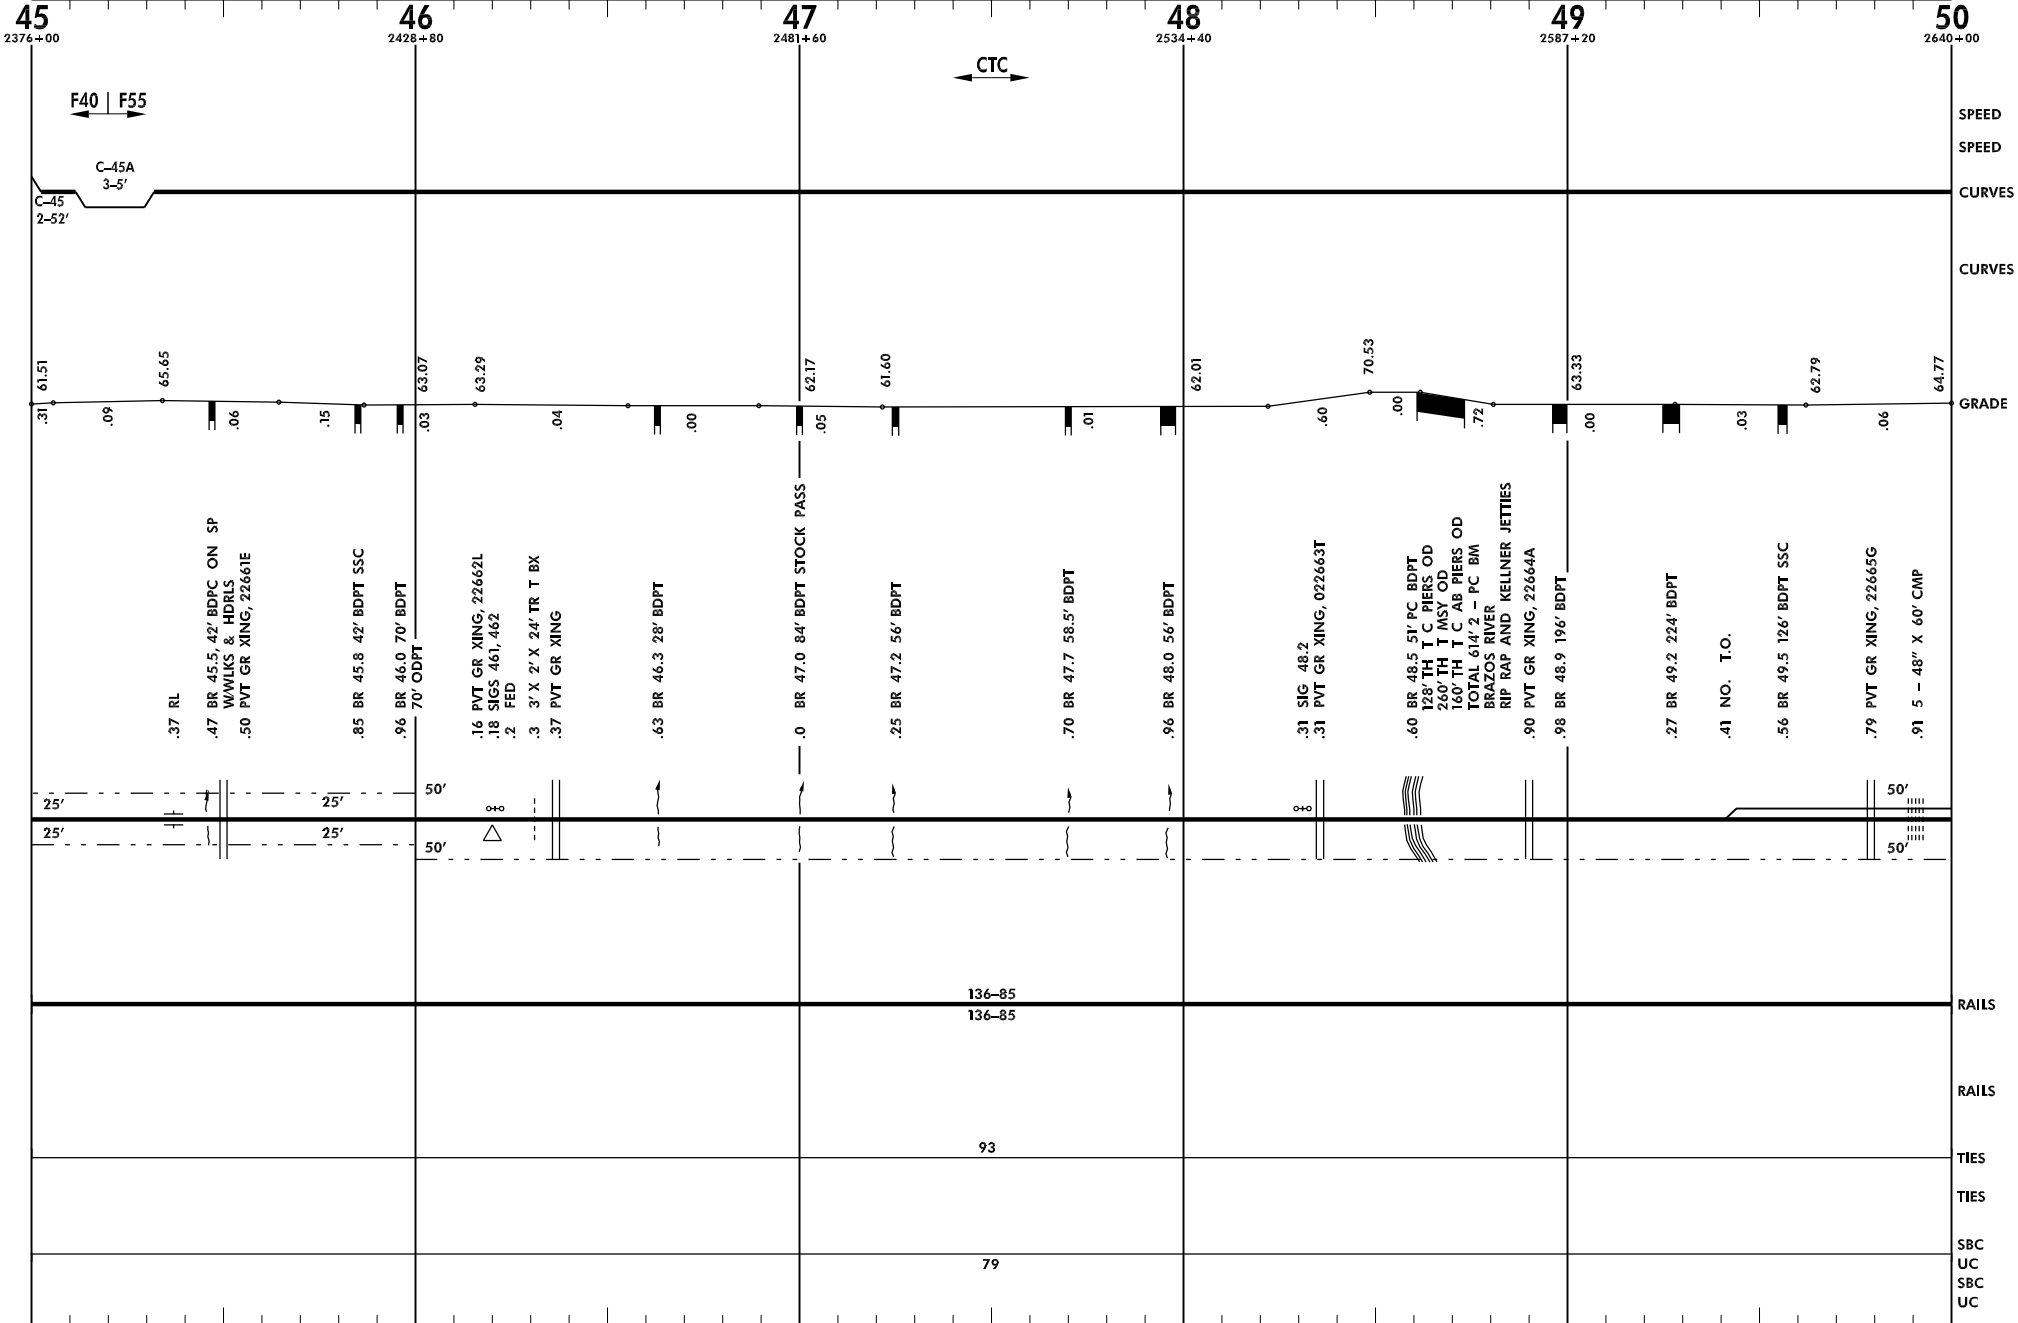 45 46 47 48 49 50
2376+00 2428+80 2481+60 2534+40 2587+20 2640+00
CTC
F40 F55
SPEED
SPEED
C–45A
3–5'
CURVES
C–45
2–52'
CURVES
61.51 65.65 63.07 63.29 62.17 61.60 62.01 70.53 63.33 62.79 64.77
GRADE
.31 .09 .06 .15 .03 .04 .00 .05 .01 .60 .00 .72 .00 .03 .06
.37 RL
.47 BR 45.5, 42' BDPC ON SP
W/WLKS & HDRLS
.50 PVT GR XING, 22661E
.85 BR 45.8 42' BDPT SSC
.96 BR 46.0 70' BDPT
70' ODPT
.16 PVT GR XING, 22662L
.18 SIGS 461, 462
.2 FED
.3 3' X 2' X 24' TR T BX
.37 PVT GR XING
.63 BR 46.3 28' BDPT
.0 BR 47.0 84' BDPT STOCK PASS
.25 BR 47.2 56' BDPT
.70 BR 47.7 58.5' BDPT
.96 BR 48.0 56' BDPT
.31 SIG 48.2
.31 PVT GR XING, 022663T
.60 BR 48.5 51' PC BDPT
128' TH T C PIERS OD
260' TH T MSY OD
160' TH T C AB PIERS OD
TOTAL 614' 2 – PC BM
BRAZOS RIVER
RIP RAP AND KELLNER JETTIES
.90 PVT GR XING, 22664A
.98 BR 48.9 196' BDPT
.27 BR 49.2 224' BDPT
.41 NO. T.O.
.56 BR 49.5 126' BDPT SSC
.79 PVT GR XING, 22665G
.91 5 – 48" X 60' CMP
25' 25' 50' 50'
25' 25' 50' 50'
136–85
RAILS
136–85
RAILS
93
TIES
TIES
SBC
79 UC
SBC
UC